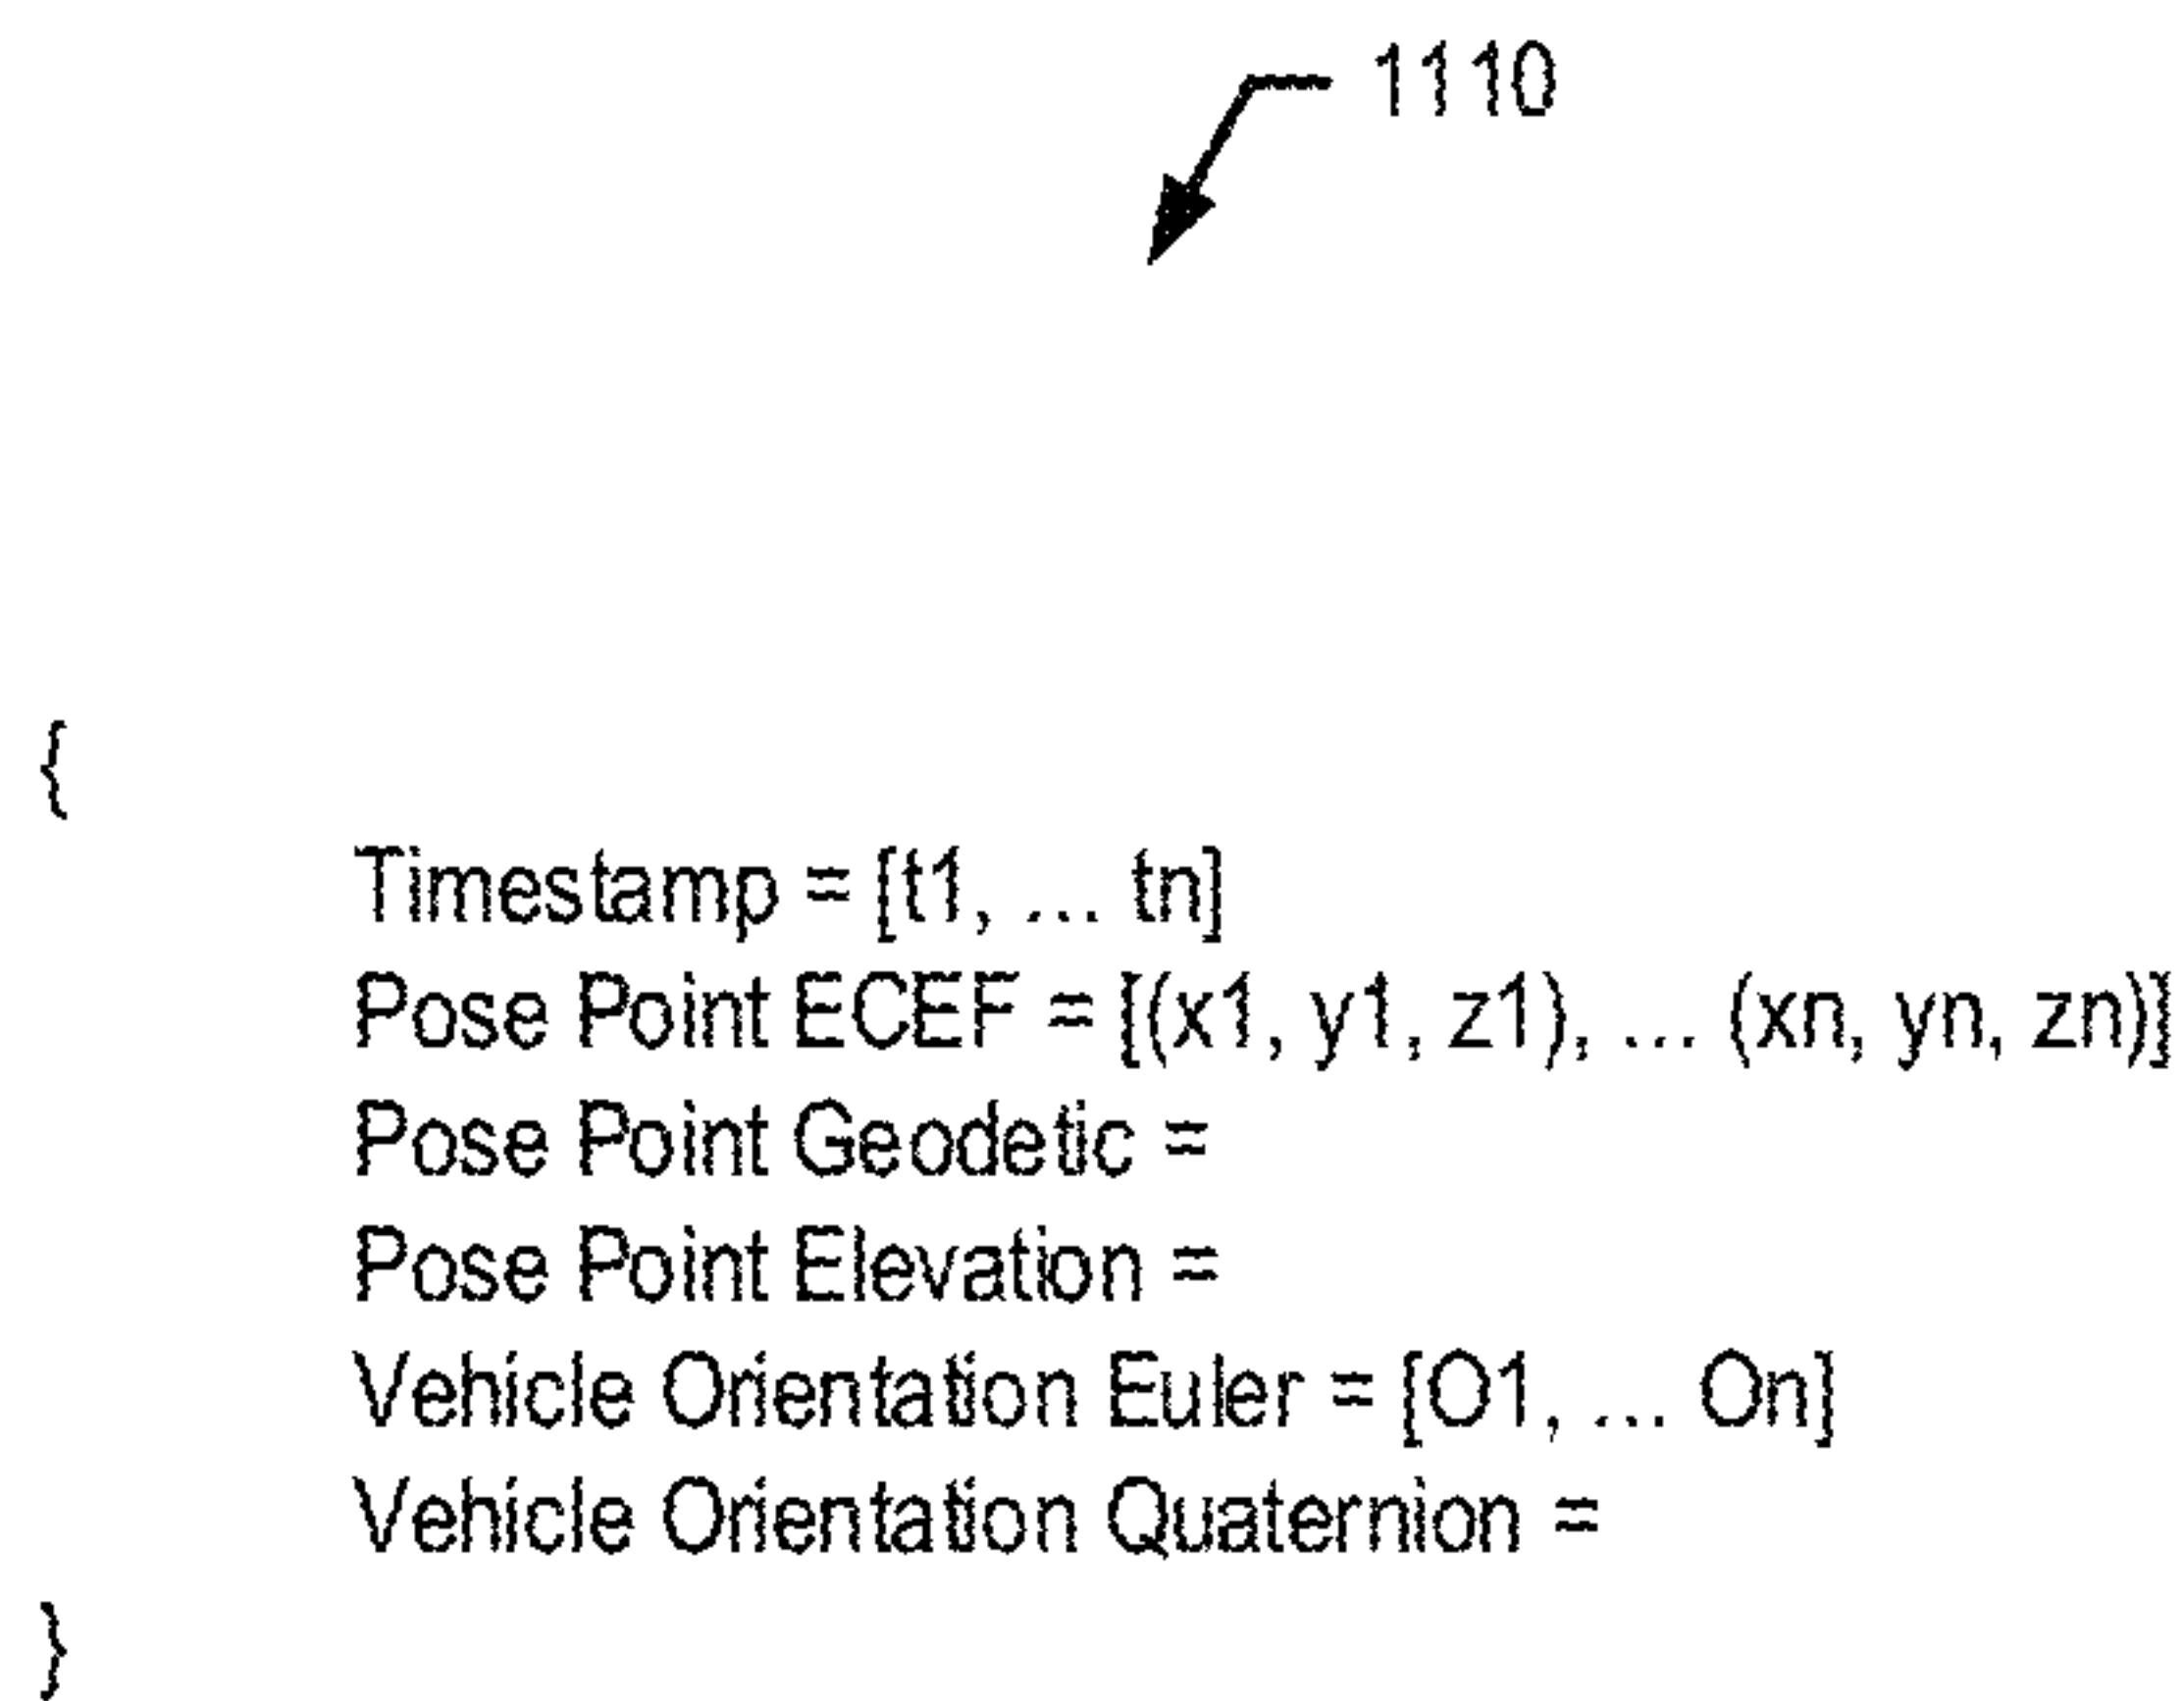 1110
{
Timestamp = [t1, ... tn]
Pose Point ECEF = [(x1, y1, z1), ... (xn, yn, zn)]
Pose Point Geodetic =
Pose Point Elevation =
Vehicle Orientation Euler = [O1, ... On]
Vehicle Orientation Quaternion =
}